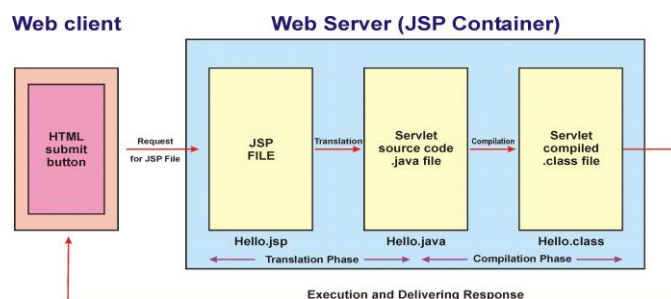 Web client
Web Server (JSP Container)
HTML
submit
button
Request
for JSP File
JSP
FILE
Translation
Servlet
source code
.java file
Compilation
Servlet
compiled
.class file
Hello.jsp
Hello.java
Hello.class
Translation Phase
Compilation Phase
Execution and Delivering Response